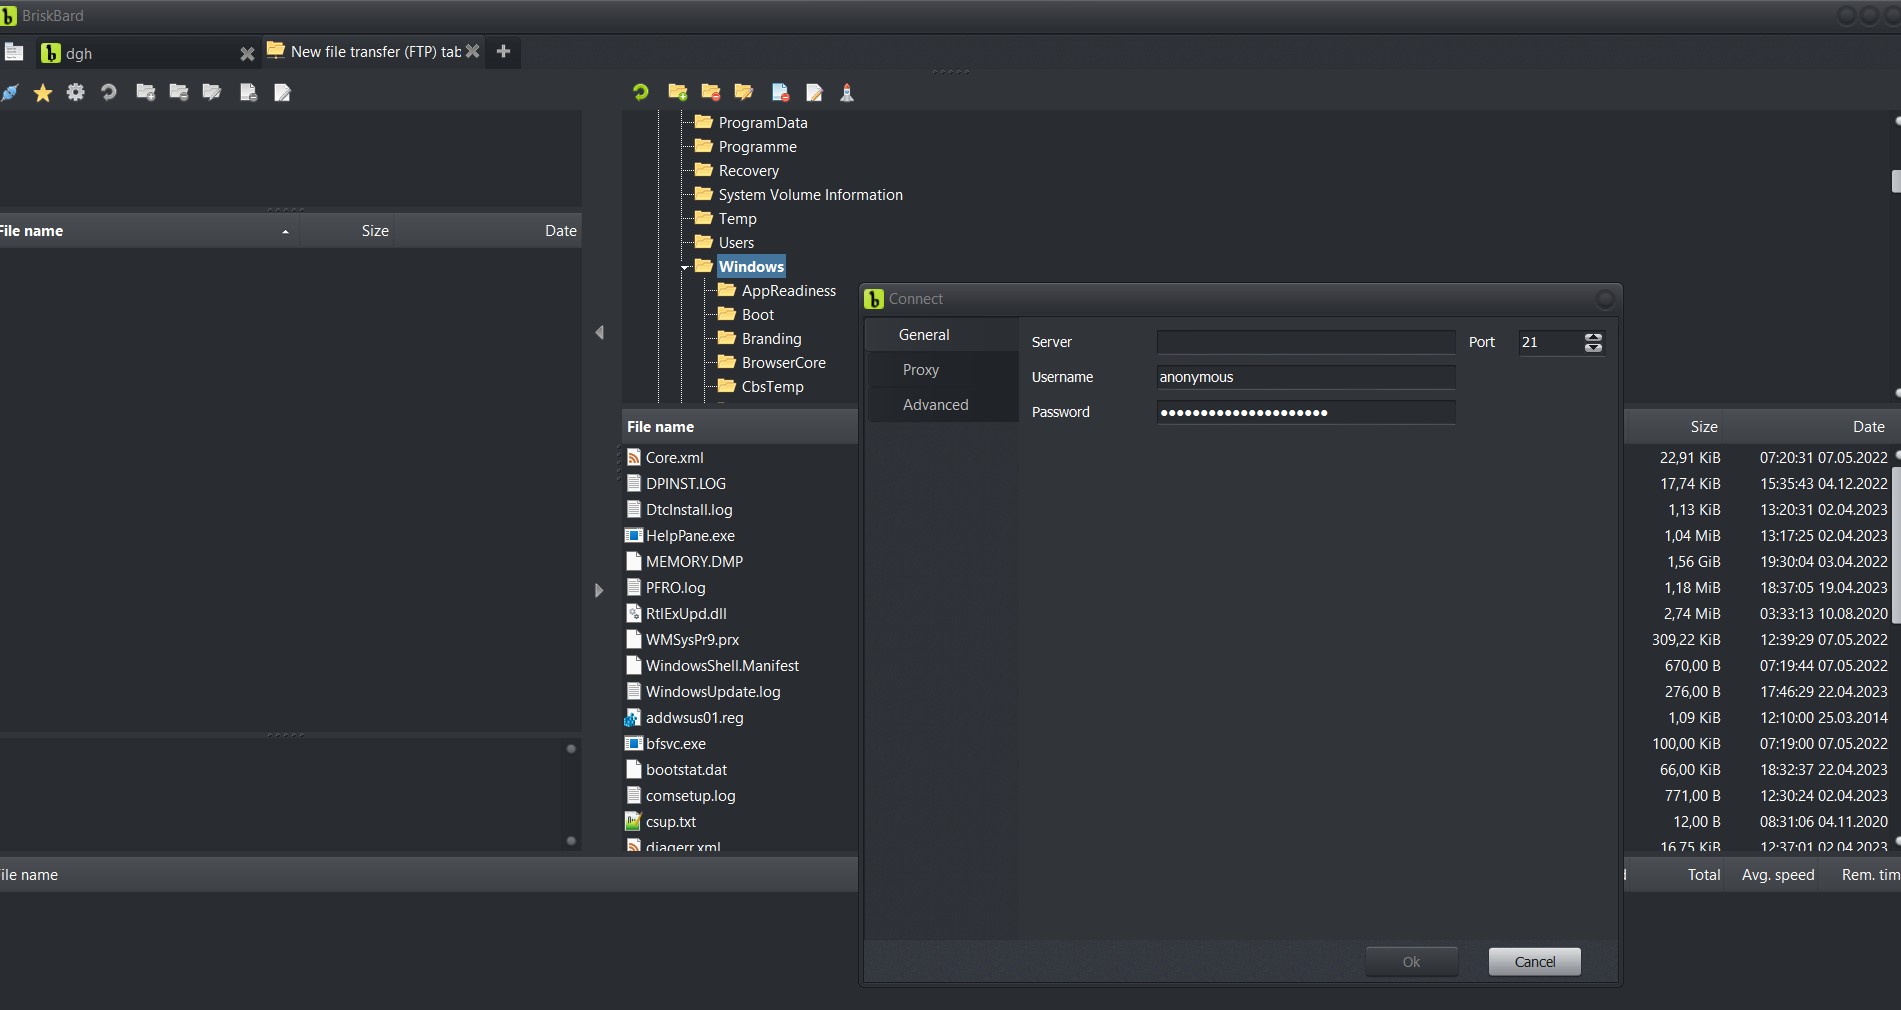 BriskBard
dgh
New file transfer (FTP) tab
File name Size Date
ProgramData
Programme
Recovery
System Volume Information
Temp
Users
Windows
AppReadiness
Boot
Branding
BrowserCore
CbsTemp
Connect
General
Proxy
Advanced
Server Port 21
Username anonymous
Password ●●●●●●●●●●●●●●●●●●●●●
Ok Cancel
File name Size Date
Core.xml 22,91 KiB 07:20:31 07.05.2022
DPINST.LOG 17,74 KiB 15:35:43 04.12.2022
DtcInstall.log 1,13 KiB 13:20:31 02.04.2023
HelpPane.exe 1,04 MiB 13:17:25 02.04.2023
MEMORY.DMP 1,56 GiB 19:30:04 03.04.2022
PFRO.log 1,18 MiB 18:37:05 19.04.2023
RtlExUpd.dll 2,74 MiB 03:33:13 10.08.2020
WMSysPr9.prx 309,22 KiB 12:39:29 07.05.2022
WindowsShell.Manifest 670,00 B 07:19:44 07.05.2022
WindowsUpdate.log 276,00 B 17:46:29 22.04.2023
addwsus01.reg 1,09 KiB 12:10:00 25.03.2014
bfsvc.exe 100,00 KiB 07:19:00 07.05.2022
bootstat.dat 66,00 KiB 18:32:37 22.04.2023
comsetup.log 771,00 B 12:30:24 02.04.2023
csup.txt 12,00 B 08:31:06 04.11.2020
diagerr.xml 16,75 KiB 12:37:01 02.04.2023
ile name Total Avg. speed Rem. tim